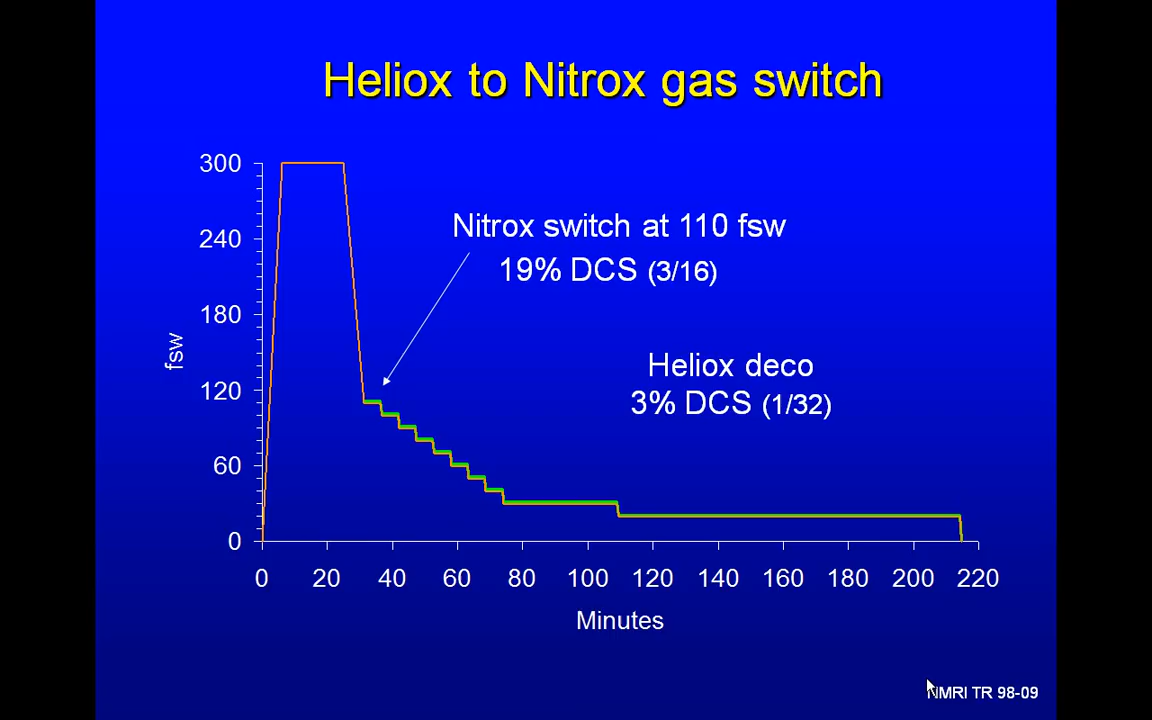 Heliox to Nitrox gas switch
300
240
180
120
60
0
fsw
Nitrox switch at 110 fsw
19% DCS (3/16)
Heliox deco
3% DCS (1/32)
0 20 40 60 80 100 120 140 160 180 200 220
Minutes
NMRI TR 98-09